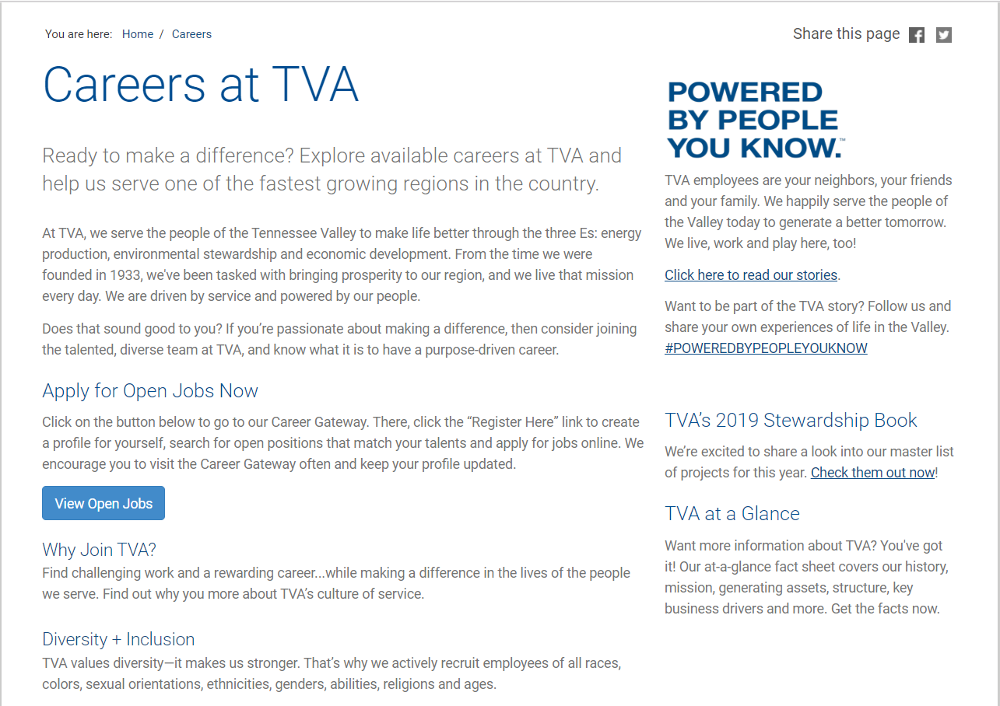 You are here: Home / Careers
Share this page
Careers at TVA
Ready to make a difference? Explore available careers at TVA and
help us serve one of the fastest growing regions in the country.
At TVA, we serve the people of the Tennessee Valley to make life better through the three Es: energy
production, environmental stewardship and economic development. From the time we were
founded in 1933, we've been tasked with bringing prosperity to our region, and we live that mission
every day. We are driven by service and powered by our people.
Does that sound good to you? If you’re passionate about making a difference, then consider joining
the talented, diverse team at TVA, and know what it is to have a purpose-driven career.
Apply for Open Jobs Now
Click on the button below to go to our Career Gateway. There, click the “Register Here” link to create
a profile for yourself, search for open positions that match your talents and apply for jobs online. We
encourage you to visit the Career Gateway often and keep your profile updated.
View Open Jobs
Why Join TVA?
Find challenging work and a rewarding career...while making a difference in the lives of the people
we serve. Find out why you more about TVA’s culture of service.
Diversity + Inclusion
TVA values diversity—it makes us stronger. That’s why we actively recruit employees of all races,
colors, sexual orientations, ethnicities, genders, abilities, religions and ages.
POWERED
BY PEOPLE
YOU KNOW.™
TVA employees are your neighbors, your friends
and your family. We happily serve the people of
the Valley today to generate a better tomorrow.
We live, work and play here, too!
Click here to read our stories.
Want to be part of the TVA story? Follow us and
share your own experiences of life in the Valley.
#POWEREDBYPEOPLEYOUKNOW
TVA’s 2019 Stewardship Book
We’re excited to share a look into our master list
of projects for this year. Check them out now!
TVA at a Glance
Want more information about TVA? You've got
it! Our at-a-glance fact sheet covers our history,
mission, generating assets, structure, key
business drivers and more. Get the facts now.